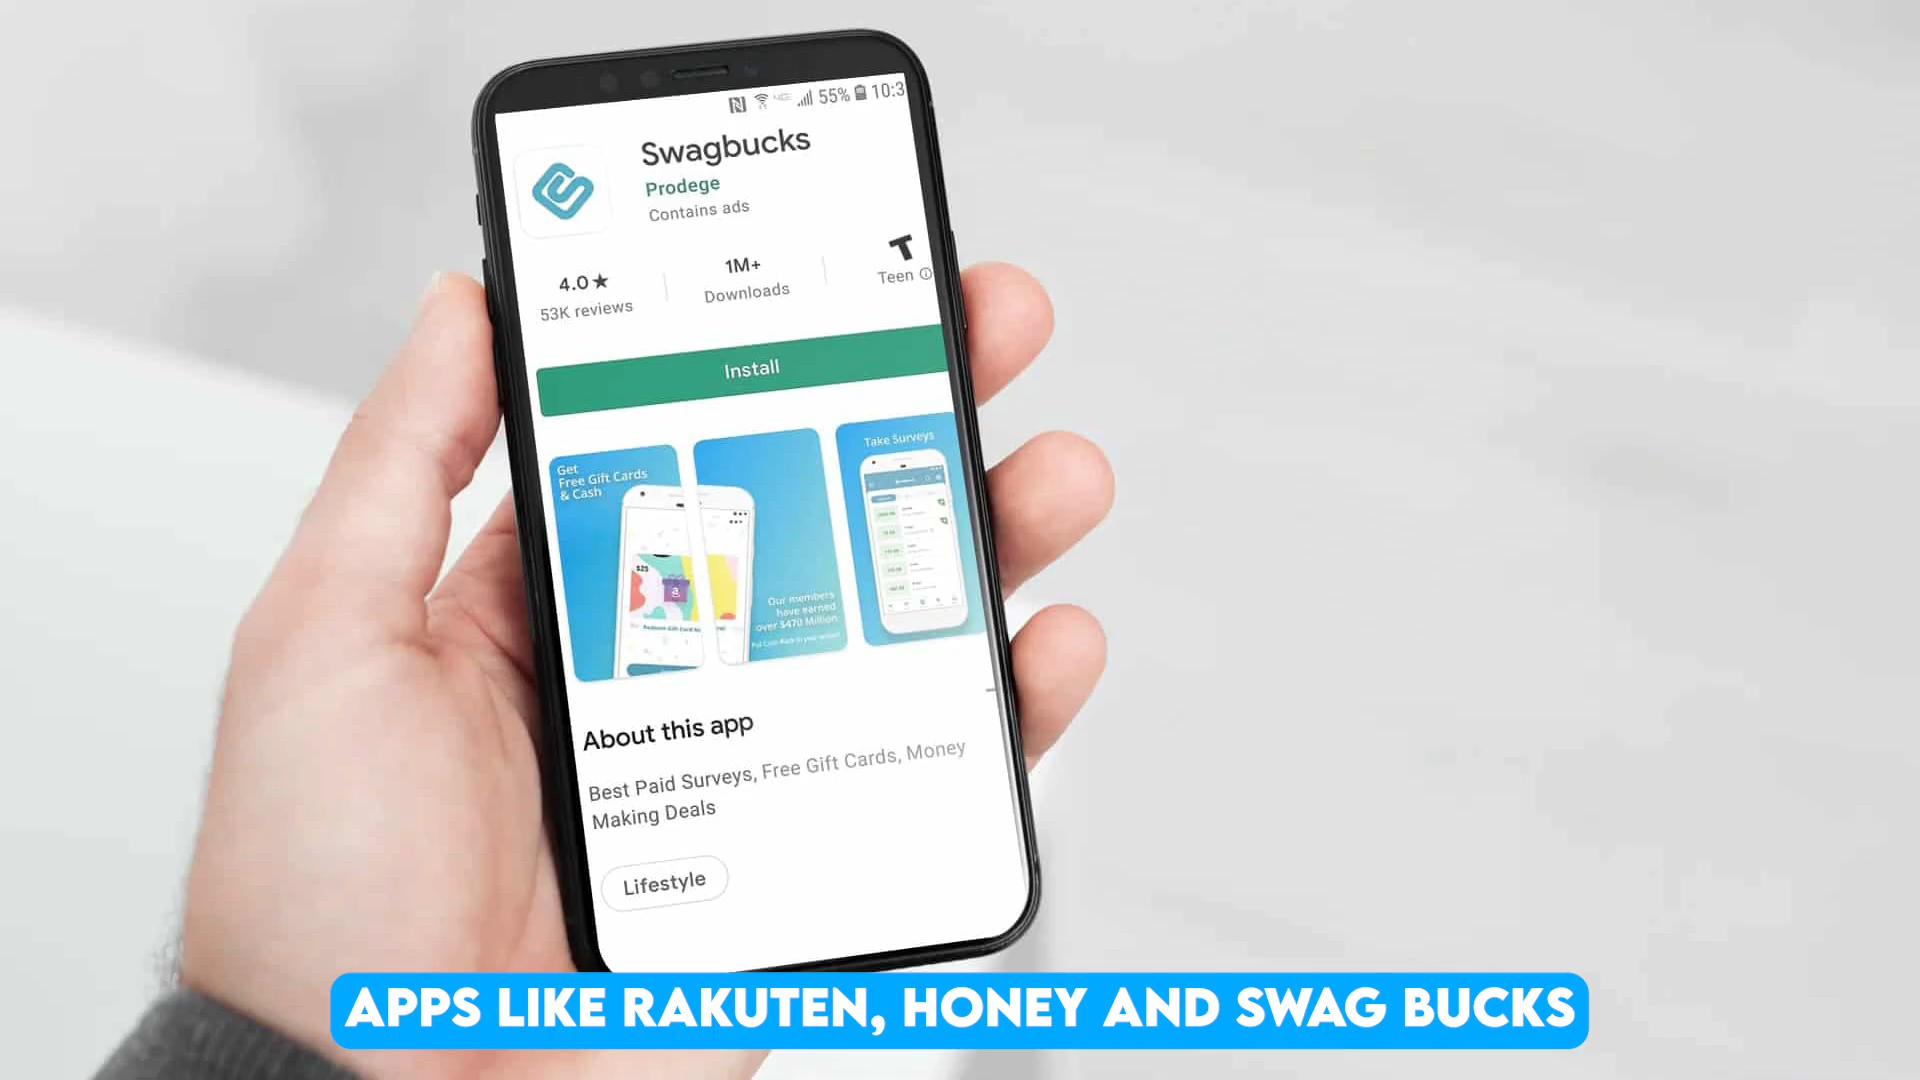 55% 10:3
Swagbucks
Prodege
Contains ads
4.0★
53K reviews
1M+
Downloads
T
Teen
Install
Get
Free Gift Cards
& Cash
$25
a
Our members
have earned
over $470 Million
Take Surveys
About this app
Best Paid Surveys, Free Gift Cards, Money
Making Deals
Lifestyle
APPS LIKE RAKUTEN, HONEY AND SWAG BUCKS